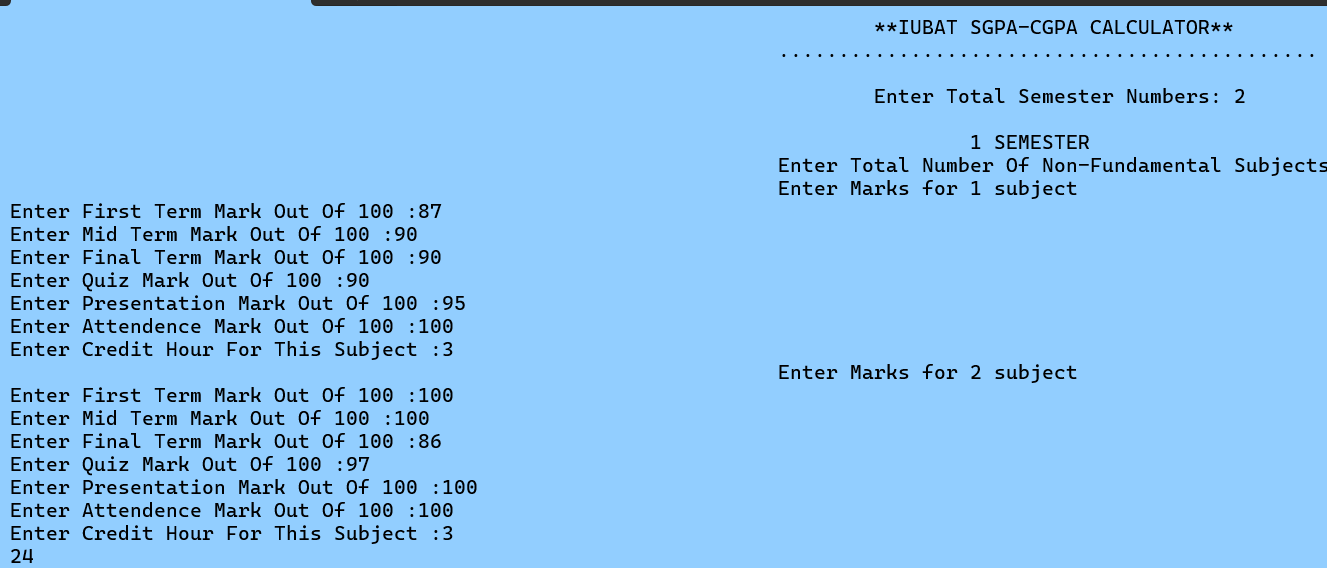 **IUBAT SGPA-CGPA CALCULATOR**
.............................................
Enter Total Semester Numbers: 2
1 SEMESTER
Enter Total Number Of Non-Fundamental Subjects
Enter Marks for 1 subject
Enter First Term Mark Out Of 100 :87
Enter Mid Term Mark Out Of 100 :90
Enter Final Term Mark Out Of 100 :90
Enter Quiz Mark Out Of 100 :90
Enter Presentation Mark Out Of 100 :95
Enter Attendence Mark Out Of 100 :100
Enter Credit Hour For This Subject :3
Enter Marks for 2 subject
Enter First Term Mark Out Of 100 :100
Enter Mid Term Mark Out Of 100 :100
Enter Final Term Mark Out Of 100 :86
Enter Quiz Mark Out Of 100 :97
Enter Presentation Mark Out Of 100 :100
Enter Attendence Mark Out Of 100 :100
Enter Credit Hour For This Subject :3
24